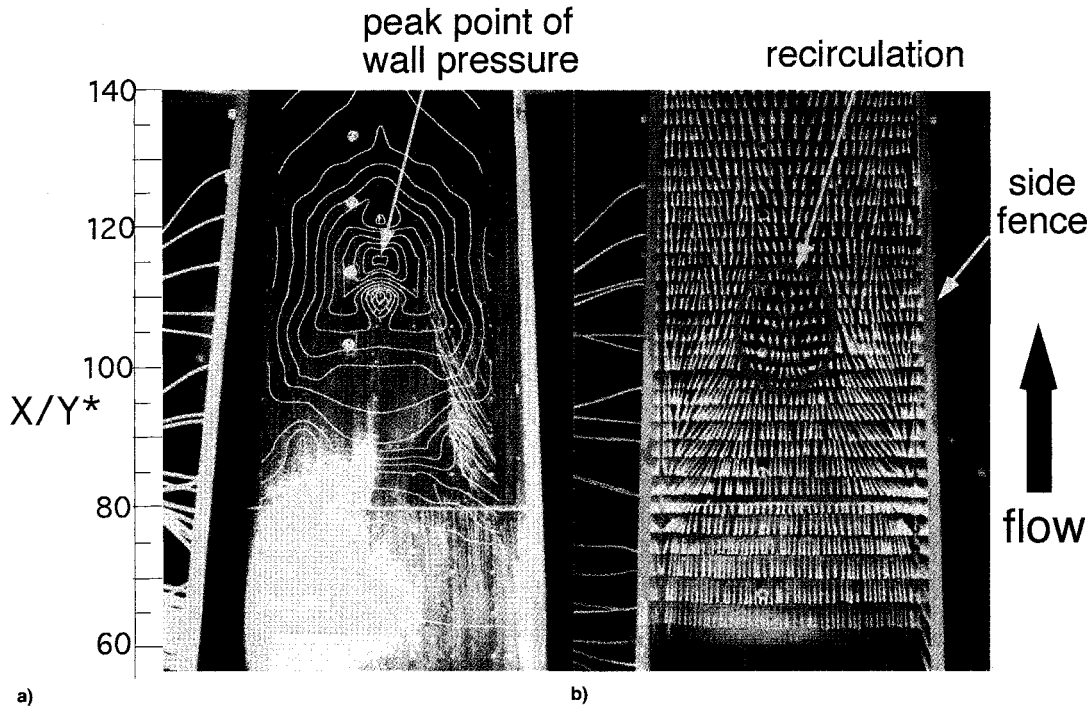 peak point of
wall pressure
recirculation
140
120
100
X/Y*
80
60
side
fence
flow
a)
b)